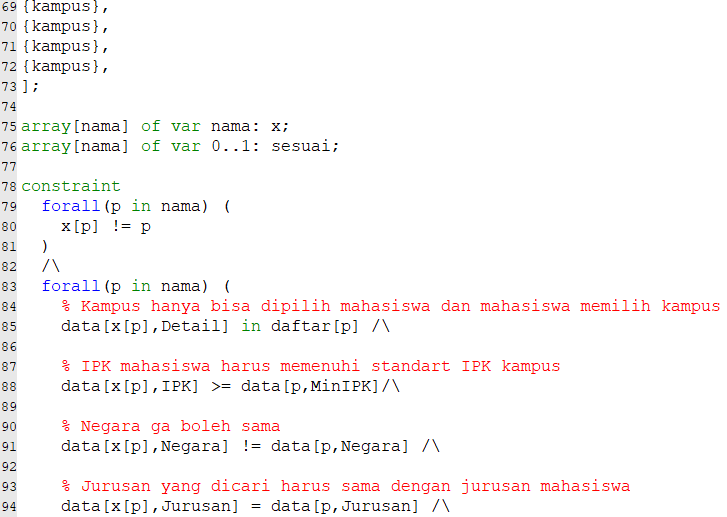 69 {kampus},
70 {kampus},
71 {kampus},
72 {kampus},
73 ];
74
75 array[nama] of var nama: x;
76 array[nama] of var 0..1: sesuai;
77
78 constraint
79   forall(p in nama) (
80     x[p] != p
81   )
82   /\
83   forall(p in nama) (
84     % Kampus hanya bisa dipilih mahasiswa dan mahasiswa memilih kampus
85     data[x[p],Detail] in daftar[p] /\
86
87     % IPK mahasiswa harus memenuhi standart IPK kampus
88     data[x[p],IPK] >= data[p,MinIPK]/\
89
90     % Negara ga boleh sama
91     data[x[p],Negara] != data[p,Negara] /\
92
93     % Jurusan yang dicari harus sama dengan jurusan mahasiswa
94     data[x[p],Jurusan] = data[p,Jurusan] /\